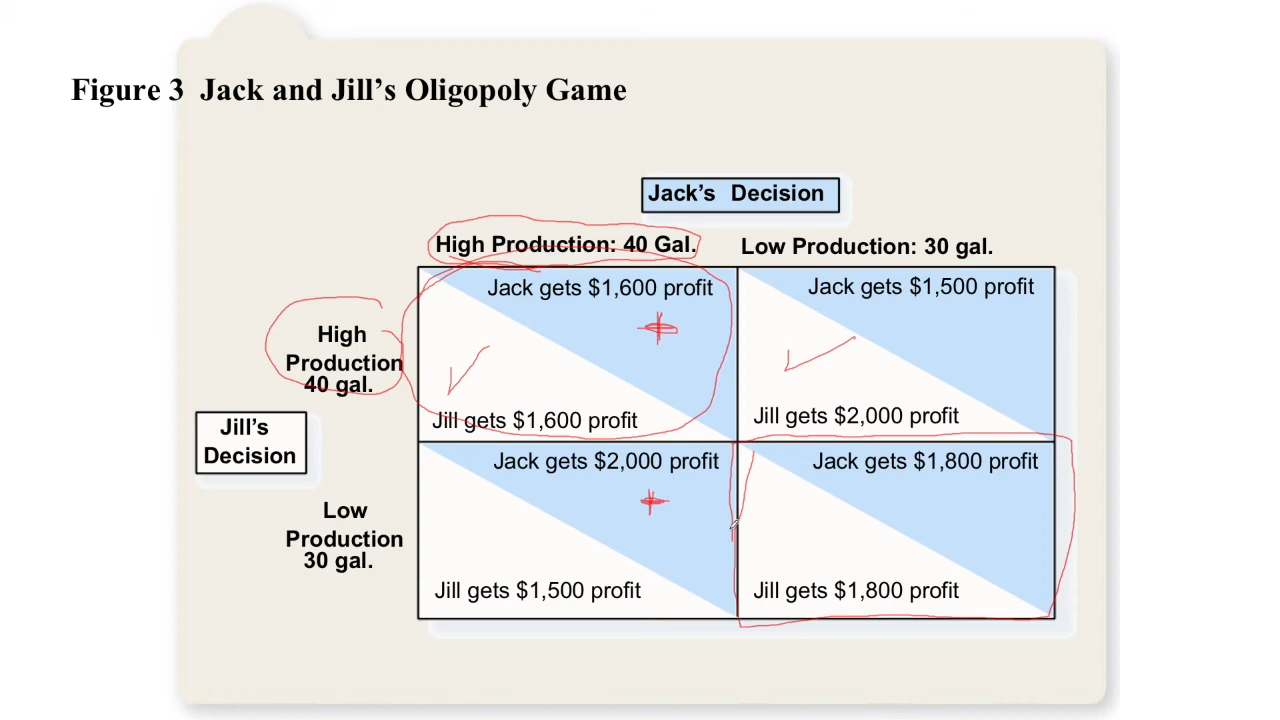 Figure 3 Jack and Jill’s Oligopoly Game
Jack’s Decision
High Production: 40 Gal.
Low Production: 30 gal.
Jack gets $1,600 profit
Jack gets $1,500 profit
High
Production
40 gal.
Jill gets $1,600 profit
Jill gets $2,000 profit
Jill’s
Decision
Jack gets $2,000 profit
Jack gets $1,800 profit
Low
Production
30 gal.
Jill gets $1,500 profit
Jill gets $1,800 profit